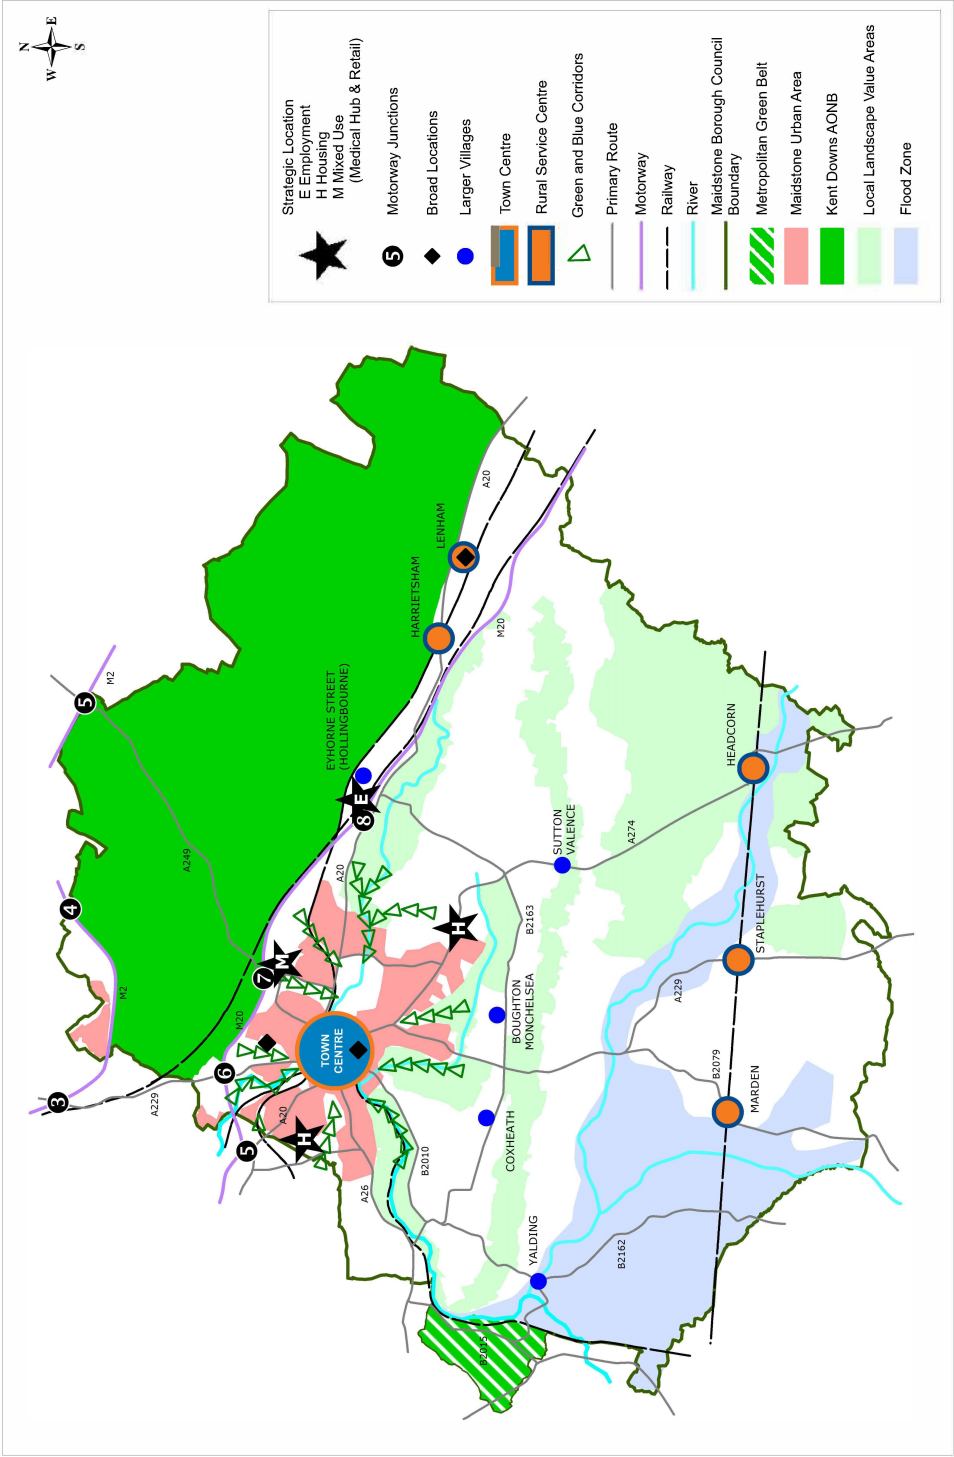 N
E
S
W
Strategic Location
E Employment
H Housing
M Mixed Use
(Medical Hub & Retail)
5
Motorway Junctions
Broad Locations
Larger Villages
Town Centre
Rural Service Centre
Green and Blue Corridors
Primary Route
Motorway
Railway
River
Maidstone Borough Council
Boundary
Metropolitan Green Belt
Maidstone Urban Area
Kent Downs AONB
Local Landscape Value Areas
Flood Zone
3
A229
M2
4
5
M2
A249
5
6
M20
7
M
A20
H
TOWN
CENTRE
A20
8
E
EYHORNE STREET
(HOLLINGBOURNE)
HARRIETSHAM
LENHAM
A20
M20
A26
B2010
H
B2163
COXHEATH
BOUGHTON
MONCHELSEA
SUTTON
VALENCE
A274
YALDING
B2015
B2162
A229
B2079
MARDEN
STAPLEHURST
HEADCORN